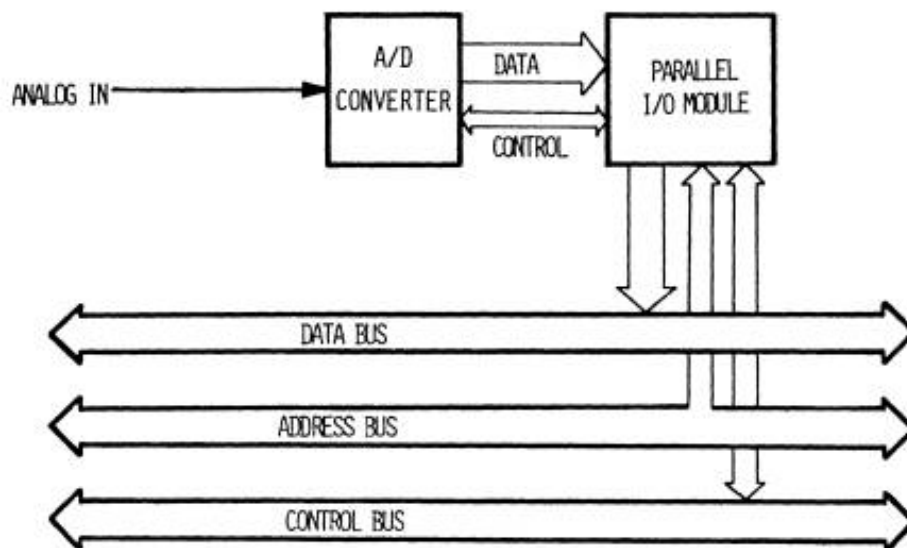 A/D
CONVERTER
DATA
PARALLEL
I/O MODULE
ANALOG IN
CONTROL
DATA BUS
ADDRESS BUS
CONTROL BUS